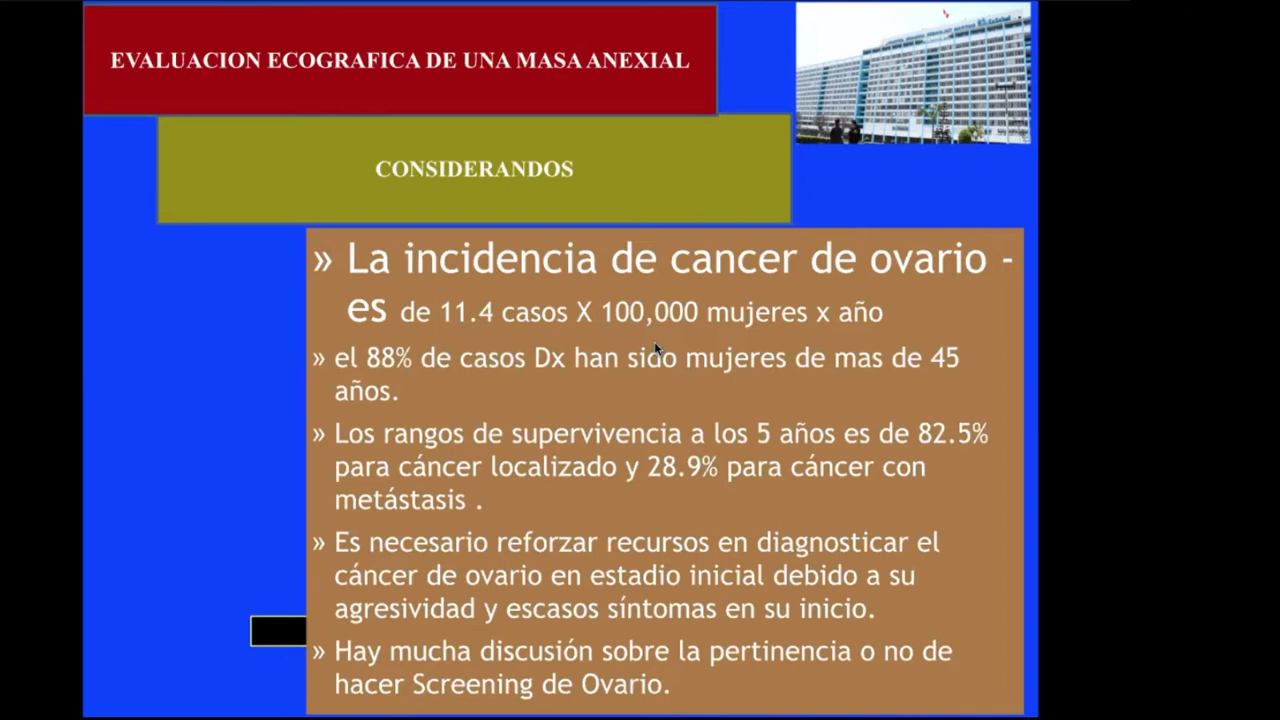 EVALUACION ECOGRAFICA DE UNA MASA ANEXIAL
CONSIDERANDOS
» La incidencia de cancer de ovario -
es de 11.4 casos X 100,000 mujeres x año
» el 88% de casos Dx han sido mujeres de mas de 45
años.
» Los rangos de supervivencia a los 5 años es de 82.5%
para cáncer localizado y 28.9% para cáncer con
metástasis .
» Es necesario reforzar recursos en diagnosticar el
cáncer de ovario en estadio inicial debido a su
agresividad y escasos síntomas en su inicio.
» Hay mucha discusión sobre la pertinencia o no de
hacer Screening de Ovario.